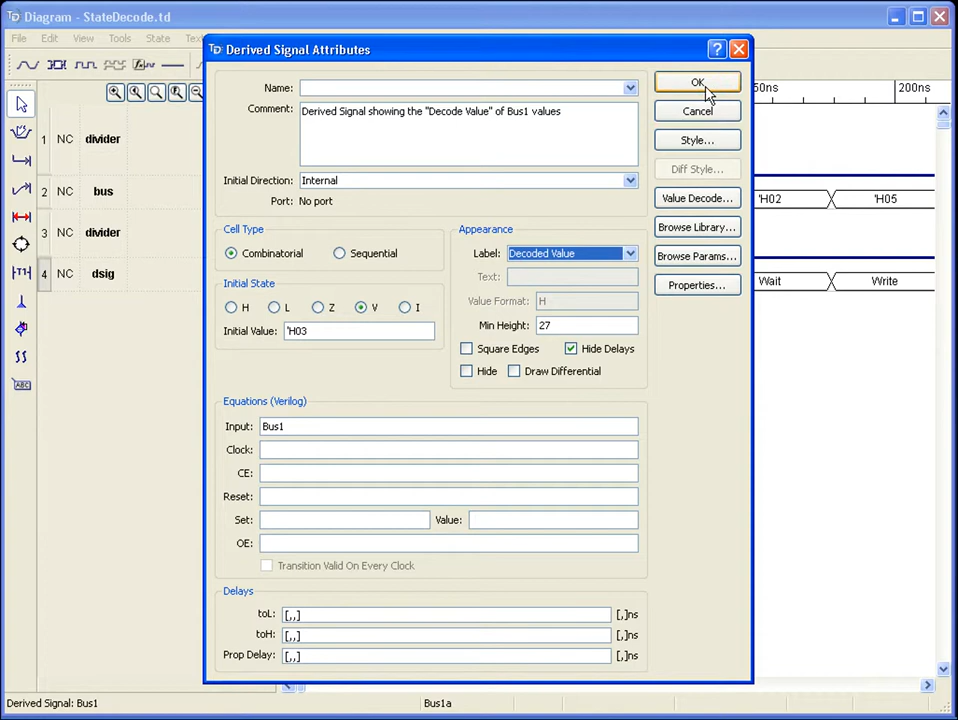 Diagram - StateDecode.td
File Edit View Tools State
Derived Signal Attributes
Name:
Comment:
Derived Signal showing the "Decode Value" of Bus1 values
Initial Direction: Internal
Port: No port
Cell Type
Combinatorial Sequential
Initial State
H L Z V I
Initial Value: 'H03
Appearance
Label: Decoded Value
Text:
Value Format: H
Min Height: 27
Square Edges Hide Delays
Hide Draw Differential
OK
Cancel
Style...
Diff Style...
Value Decode...
Browse Library...
Browse Params...
Properties...
Equations (Verilog)
Input: Bus1
Clock:
CE:
Reset:
Set: Value:
OE:
Transition Valid On Every Clock
Delays
toL: [,,] [,]ns
toH: [,,] [,]ns
Prop Delay: [,,] [,]ns
1 NC divider
2 NC bus
3 NC divider
4 NC dsig
50ns 200ns
'H02 'H05
Wait Write
T1
ABC
Derived Signal: Bus1 Bus1a